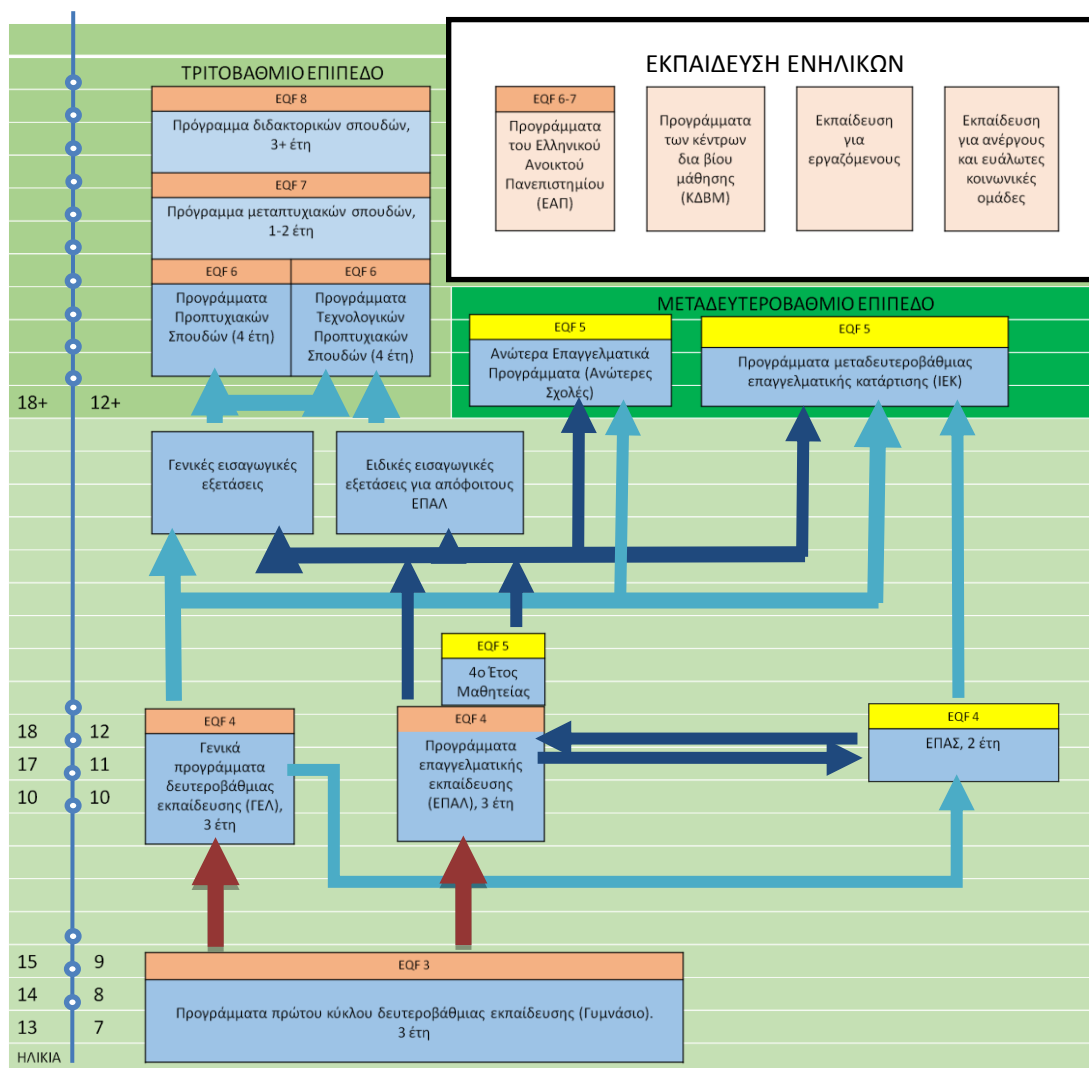 ΕΚΠΑΙΔΕΥΣΗ ΕΝΗΛΙΚΩΝ
EQF 6-7
Προγράμματα
του Ελληνικού
Ανοικτού
Πανεπιστημίου
(ΕΑΠ)
Προγράμματα
των κέντρων
δια βίου
μάθησης
(ΚΔΒΜ)
Εκπαίδευση
για
εργαζόμενους
Εκπαίδευση
για ανέργους
και ευάλωτες
κοινωνικές
ομάδες
ΤΡΙΤΟΒΑΘΜΙΟ ΕΠΙΠΕΔΟ
EQF 8
Πρόγραμμα διδακτορικών σπουδών,
3+ έτη
EQF 7
Πρόγραμμα μεταπτυχιακών σπουδών,
1-2 έτη
EQF 6
Προγράμματα
Προπτυχιακών
Σπουδών (4 έτη)
EQF 6
Προγράμματα
Τεχνολογικών
Προπτυχιακών
Σπουδών (4 έτη)
ΜΕΤΑΔΕΥΤΕΡΟΒΑΘΜΙΟ ΕΠΙΠΕΔΟ
EQF 5
Ανώτερα Επαγγελματικά
Προγράμματα (Ανώτερες
Σχολές)
EQF 5
Προγράμματα μεταδευτεροβάθμιας
επαγγελματικής κατάρτισης (ΙΕΚ)
18+ 12+
Γενικές εισαγωγικές
εξετάσεις
Ειδικές εισαγωγικές
εξετάσεις για απόφοιτους
ΕΠΑΛ
EQF 5
4ο Έτος
Μαθητείας
EQF 4
Γενικά
προγράμματα
δευτεροβάθμιας
εκπαίδευσης (ΓΕΛ),
3 έτη
EQF 4
Προγράμματα
επαγγελματικής
εκπαίδευσης
(ΕΠΑΛ), 3 έτη
EQF 4
ΕΠΑΣ, 2 έτη
18 12
17 11
10 10
15 9
14 8
13 7
ΗΛΙΚΙΑ
EQF 3
Προγράμματα πρώτου κύκλου δευτεροβάθμιας εκπαίδευσης (Γυμνάσιο).
3 έτη